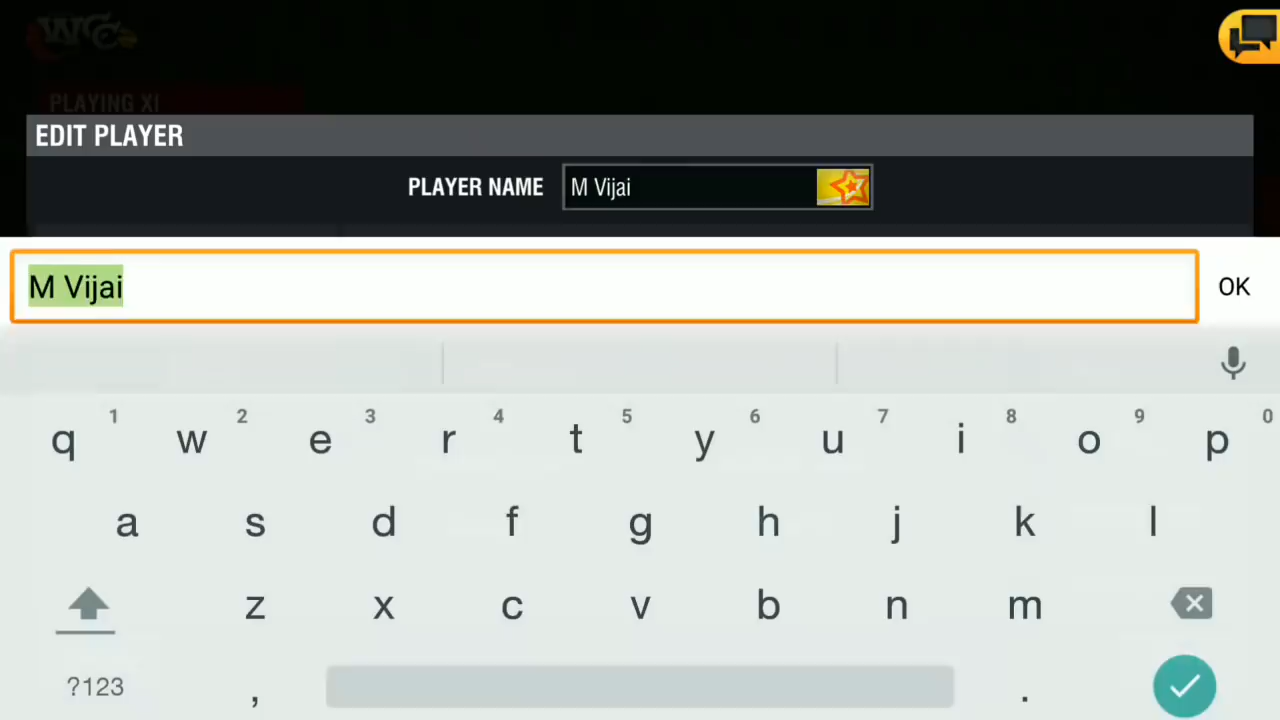 WCC
PLAYING XI
EDIT PLAYER
PLAYER NAME M Vijai
M Vijai OK
1 2 3 4 5 6 7 8 9 0
q w e r t y u i o p
a s d f g h j k l
z x c v b n m
?123 , .